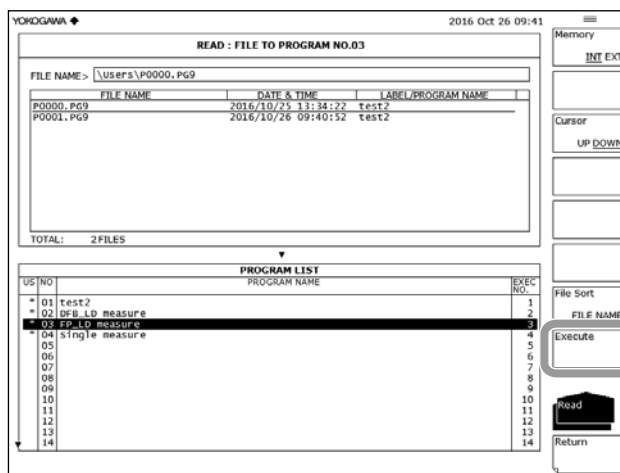 YOKOGAWA ◆ 2016 Oct 26 09:41
READ : FILE TO PROGRAM NO.03
FILE NAME> \Users\P0000.PG9
FILE NAME DATE & TIME LABEL/PROGRAM NAME
P0000.PG9 2016/10/25 13:34:22 test2
P0001.PG9 2016/10/26 09:40:52 test2
TOTAL: 2FILES
PROGRAM LIST
US NO PROGRAM NAME EXEC NO.
* 01 test2 1
* 02 DFB_LD measure 2
* 03 FP_LD measure 3
* 04 Single measure 4
05 5
06 6
07 7
08 8
09 9
10 10
11 11
12 12
13 13
14 14
Memory
INT EXT
Cursor
UP DOWN
File Sort
FILE NAME
Execute
Read
Return